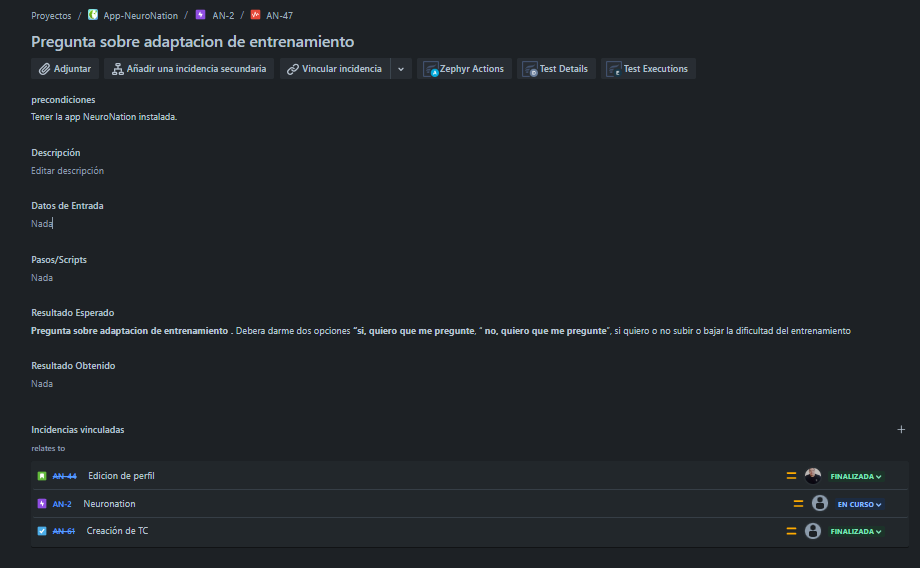 Proyectos / App-NeuroNation / AN-2 / AN-47
Pregunta sobre adaptacion de entrenamiento
Adjuntar Añadir una incidencia secundaria Vincular incidencia Zephyr Actions Test Details Test Executions
precondiciones
Tener la app NeuroNation instalada.
Descripción
Editar descripción
Datos de Entrada
Nada
Pasos/Scripts
Nada
Resultado Esperado
Pregunta sobre adaptacion de entrenamiento . Debera darme dos opciones “si, quiero que me pregunte, “ no, quiero que me pregunte”, si quiero o no subir o bajar la dificultad del entrenamiento
Resultado Obtenido
Nada
Incidencias vinculadas
relates to
AN-44 Edicion de perfil FINALIZADA
AN-2 Neuronation EN CURSO
AN-61 Creación de TC FINALIZADA